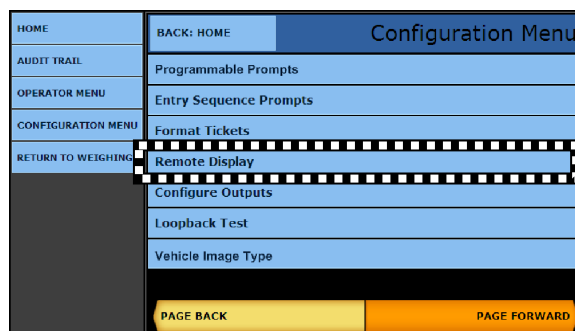 HOME
AUDIT TRAIL
OPERATOR MENU
CONFIGURATION MENU
RETURN TO WEIGHING
BACK: HOME
Configuration Menu
Programmable Prompts
Entry Sequence Prompts
Format Tickets
Remote Display
Configure Outputs
Loopback Test
Vehicle Image Type
PAGE BACK
PAGE FORWARD